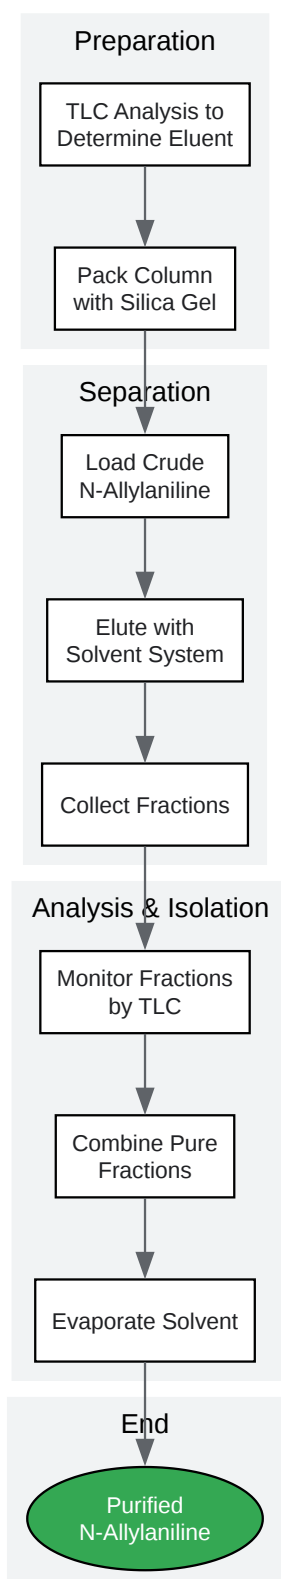 Preparation
TLC Analysis to
Determine Eluent
Pack Column
with Silica Gel
Separation
Load Crude
N-Allylaniline
Elute with
Solvent System
Collect Fractions
Analysis & Isolation
Monitor Fractions
by TLC
Combine Pure
Fractions
Evaporate Solvent
End
Purified
N-Allylaniline